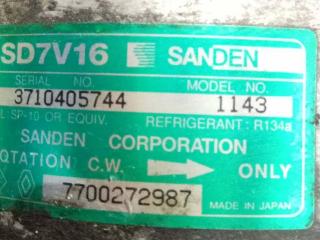 SD7V16 SANDEN
SERIAL NO. MODEL NO.
3710405744 1143
SP-10 OR EQUIV. REFRIGERANT : R134a
SANDEN CORPORATION
C.W. ONLY
7700272987
MADE IN JAPAN